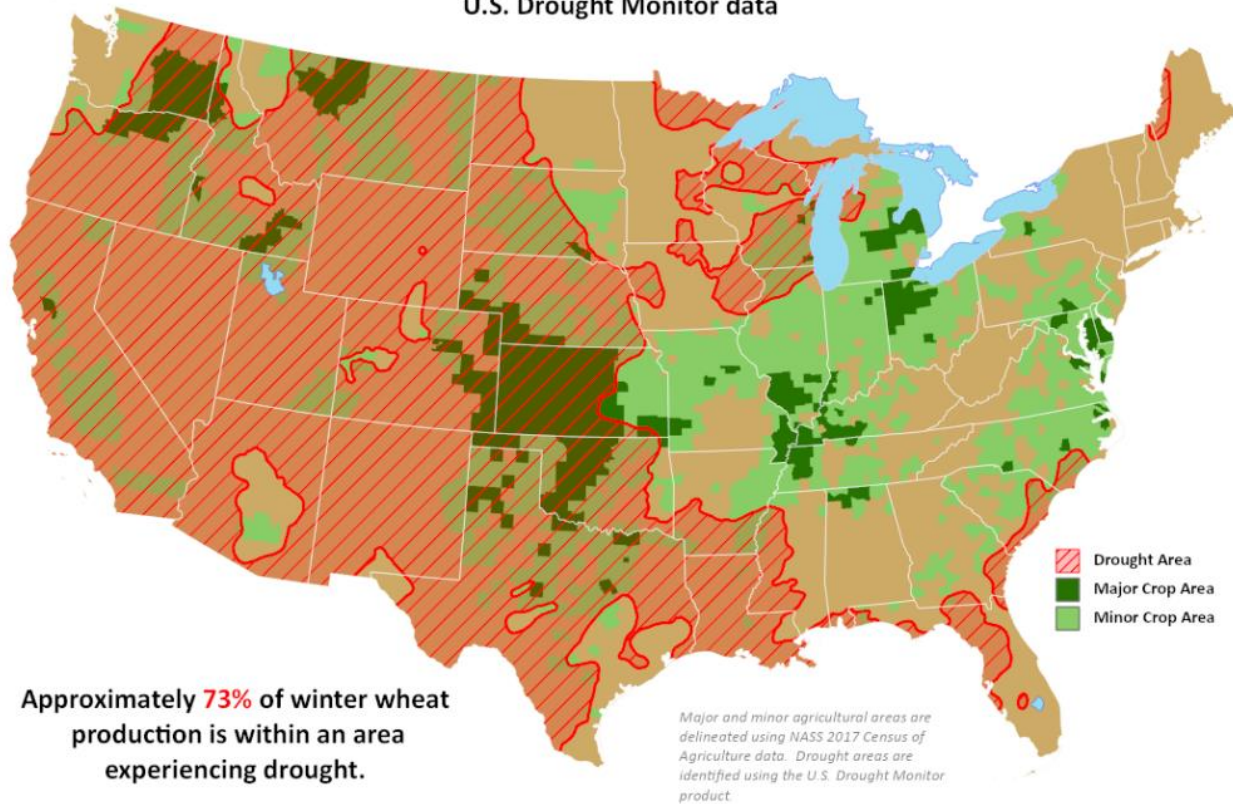 U.S. Drought Monitor data
Drought Area
Major Crop Area
Minor Crop Area
Approximately 73% of winter wheat
production is within an area
experiencing drought.
Major and minor agricultural areas are
delineated using NASS 2017 Census of
Agriculture data. Drought areas are
identified using the U.S. Drought Monitor
product.